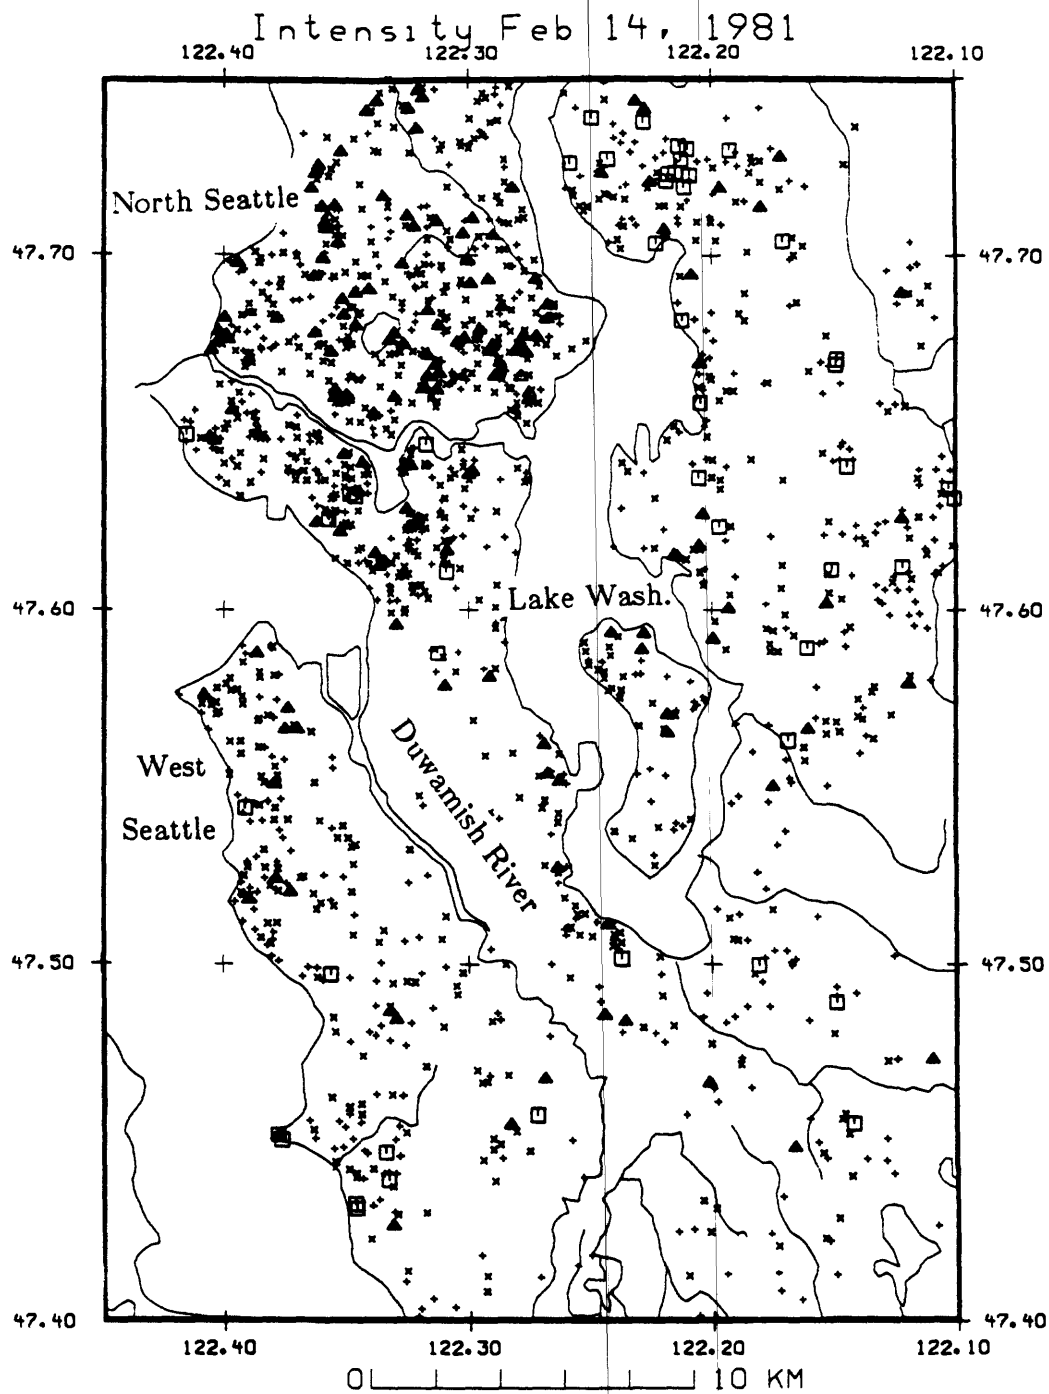 Intensity Feb 14, 1981
122.40 122.30 122.20 122.10
North Seattle
47.70 47.70
47.60 47.60
Lake Wash.
West
Seattle
Duwamish River
47.50 47.50
47.40 47.40
122.40 122.30 122.20 122.10
0 10 KM